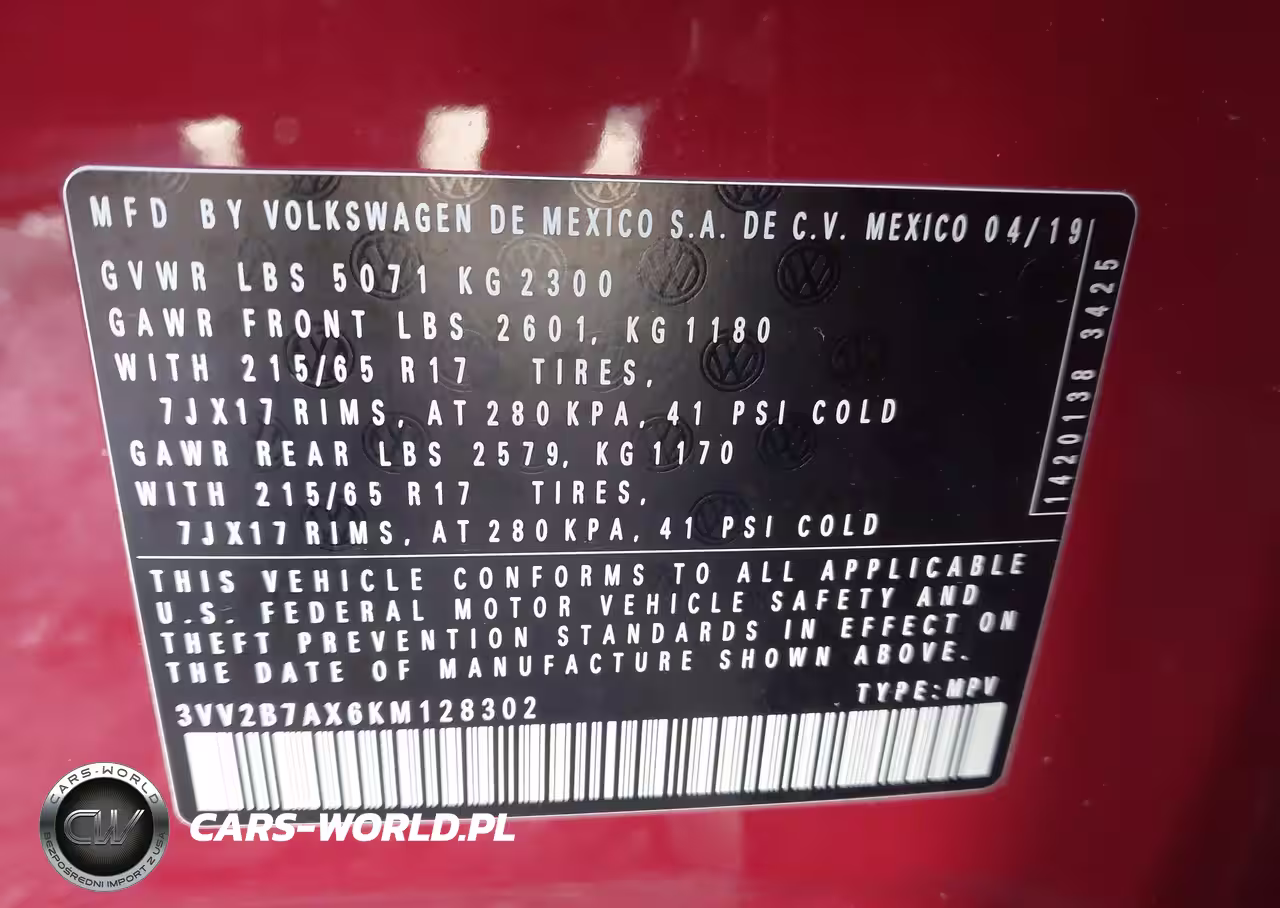 MFD BY VOLKSWAGEN DE MEXICO S.A. DE C.V. MEXICO 04/19
GVWR LBS 5071 KG 2300
GAWR FRONT LBS 2601, KG 1180
WITH 215/65 R17 TIRES,
7JX17 RIMS, AT 280 KPA, 41 PSI COLD
GAWR REAR LBS 2579, KG 1170
WITH 215/65 R17 TIRES,
7JX17 RIMS, AT 280 KPA, 41 PSI COLD
1420138 3425
THIS VEHICLE CONFORMS TO ALL APPLICABLE
U.S. FEDERAL MOTOR VEHICLE SAFETY AND
THEFT PREVENTION STANDARDS IN EFFECT ON
THE DATE OF MANUFACTURE SHOWN ABOVE.
TYPE:MPV
3VV2B7AX6KM128302
CARS-WORLD
CW
BEZPOŚREDNI IMPORT Z USA
CARS-WORLD.PL